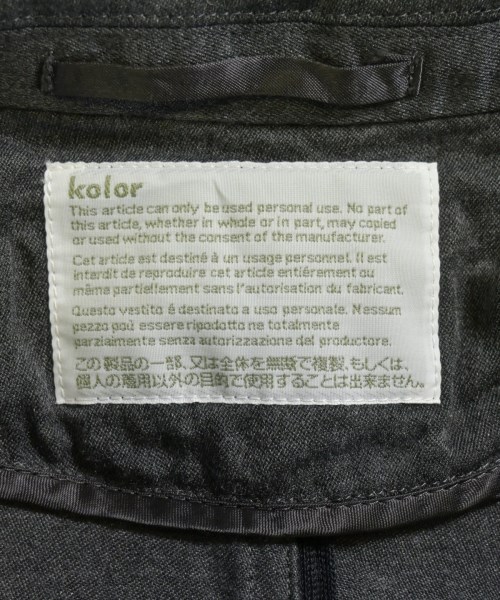 kolor
This article can only be used personal use. No part of
this article, whether in whole or in part, may copied
or used without the consent of the manufacturer.
Cet article est destiné à un usage personnel. Il est
interdit de reproduire cet article entiérement ou
même partiellement sans l'autorisation du fabricant.
Questo vestito é destinato a uso personale. Nessun
pezzo poù essere ripodotto ne totalmente
parzialmente senza autorizzazione del produttore.
この製品の一部、又は全体を無断で複製、もしくは、
個人の着用以外の目的で使用することは出来ません。